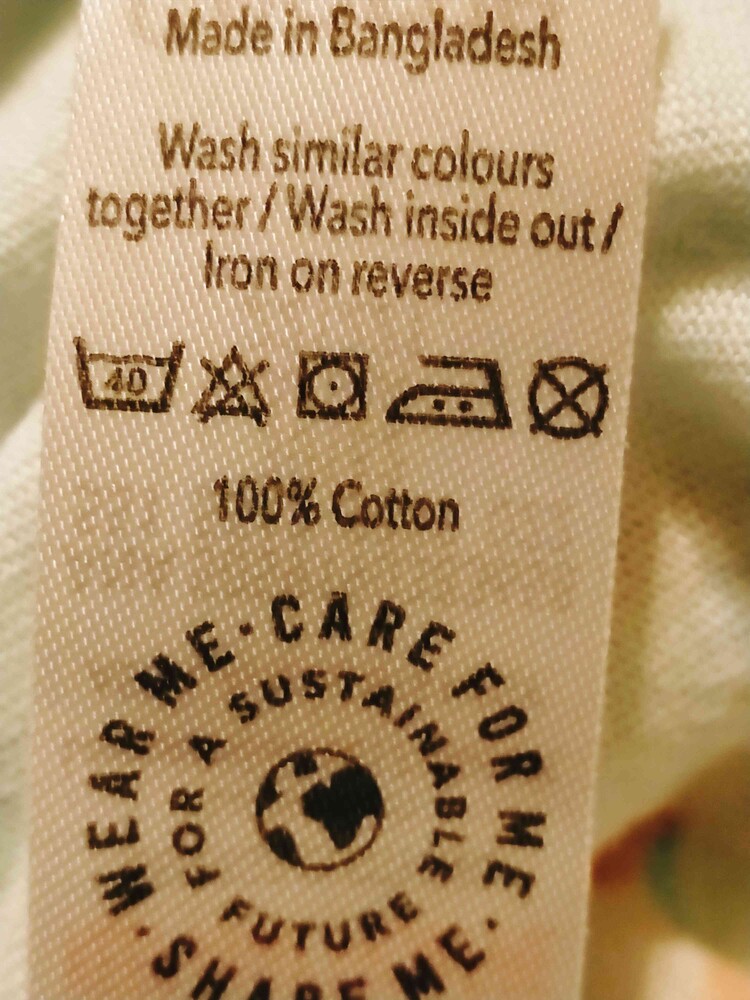 Made in Bangladesh
Wash similar colours
together / Wash inside out /
Iron on reverse
40
100% Cotton
WEAR ME · CARE FOR ME · SHARE ME ·
FOR A SUSTAINABLE FUTURE